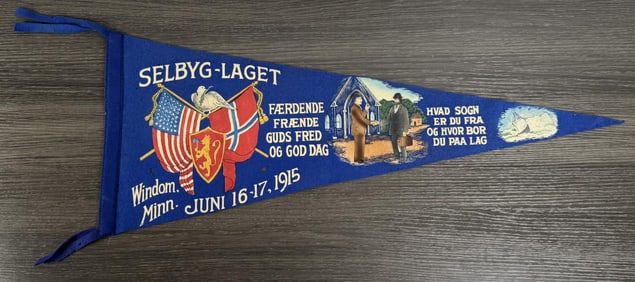 SELBYG-LAGET
FÆRDENDE
FRÆNDE
GUDS FRED
OG GOD DAG
HVAD SOGN
ER DU FRA
OG HVOR BOR
DU PAA LAG
Windom.
Minn.
JUNI 16-17, 1915